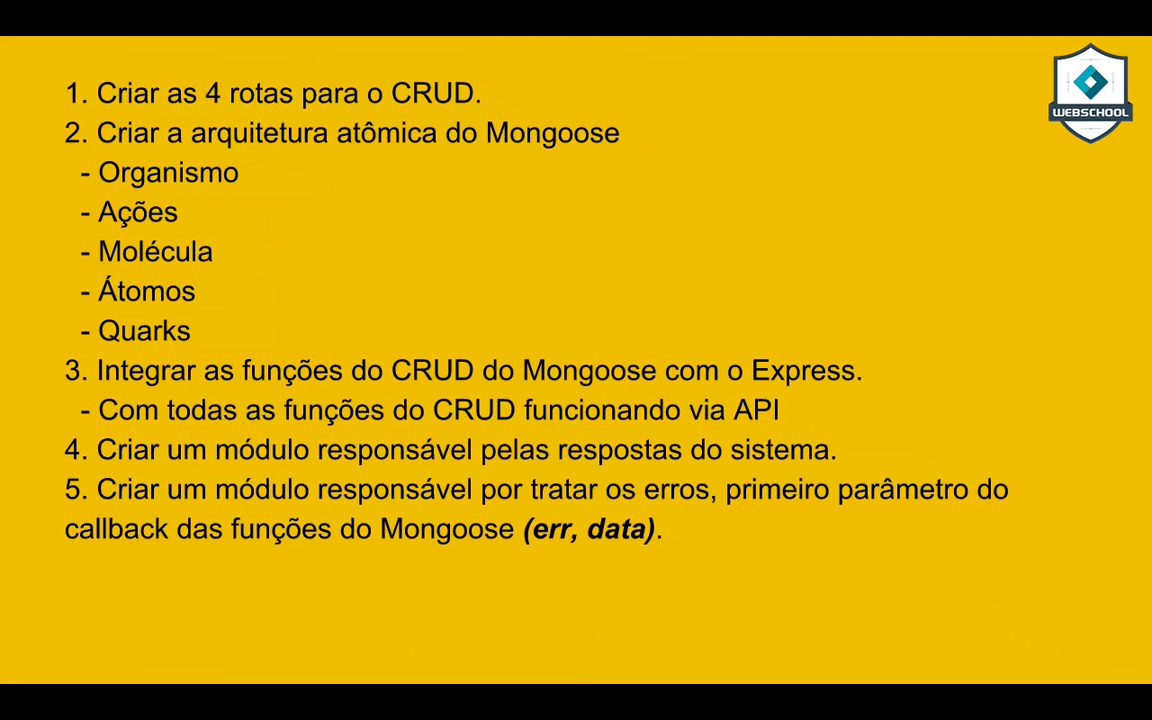 1. Criar as 4 rotas para o CRUD.
2. Criar a arquitetura atômica do Mongoose
- Organismo
- Ações
- Molécula
- Átomos
- Quarks
3. Integrar as funções do CRUD do Mongoose com o Express.
- Com todas as funções do CRUD funcionando via API
4. Criar um módulo responsável pelas respostas do sistema.
5. Criar um módulo responsável por tratar os erros, primeiro parâmetro do
callback das funções do Mongoose (err, data).
WEBSCHOOL